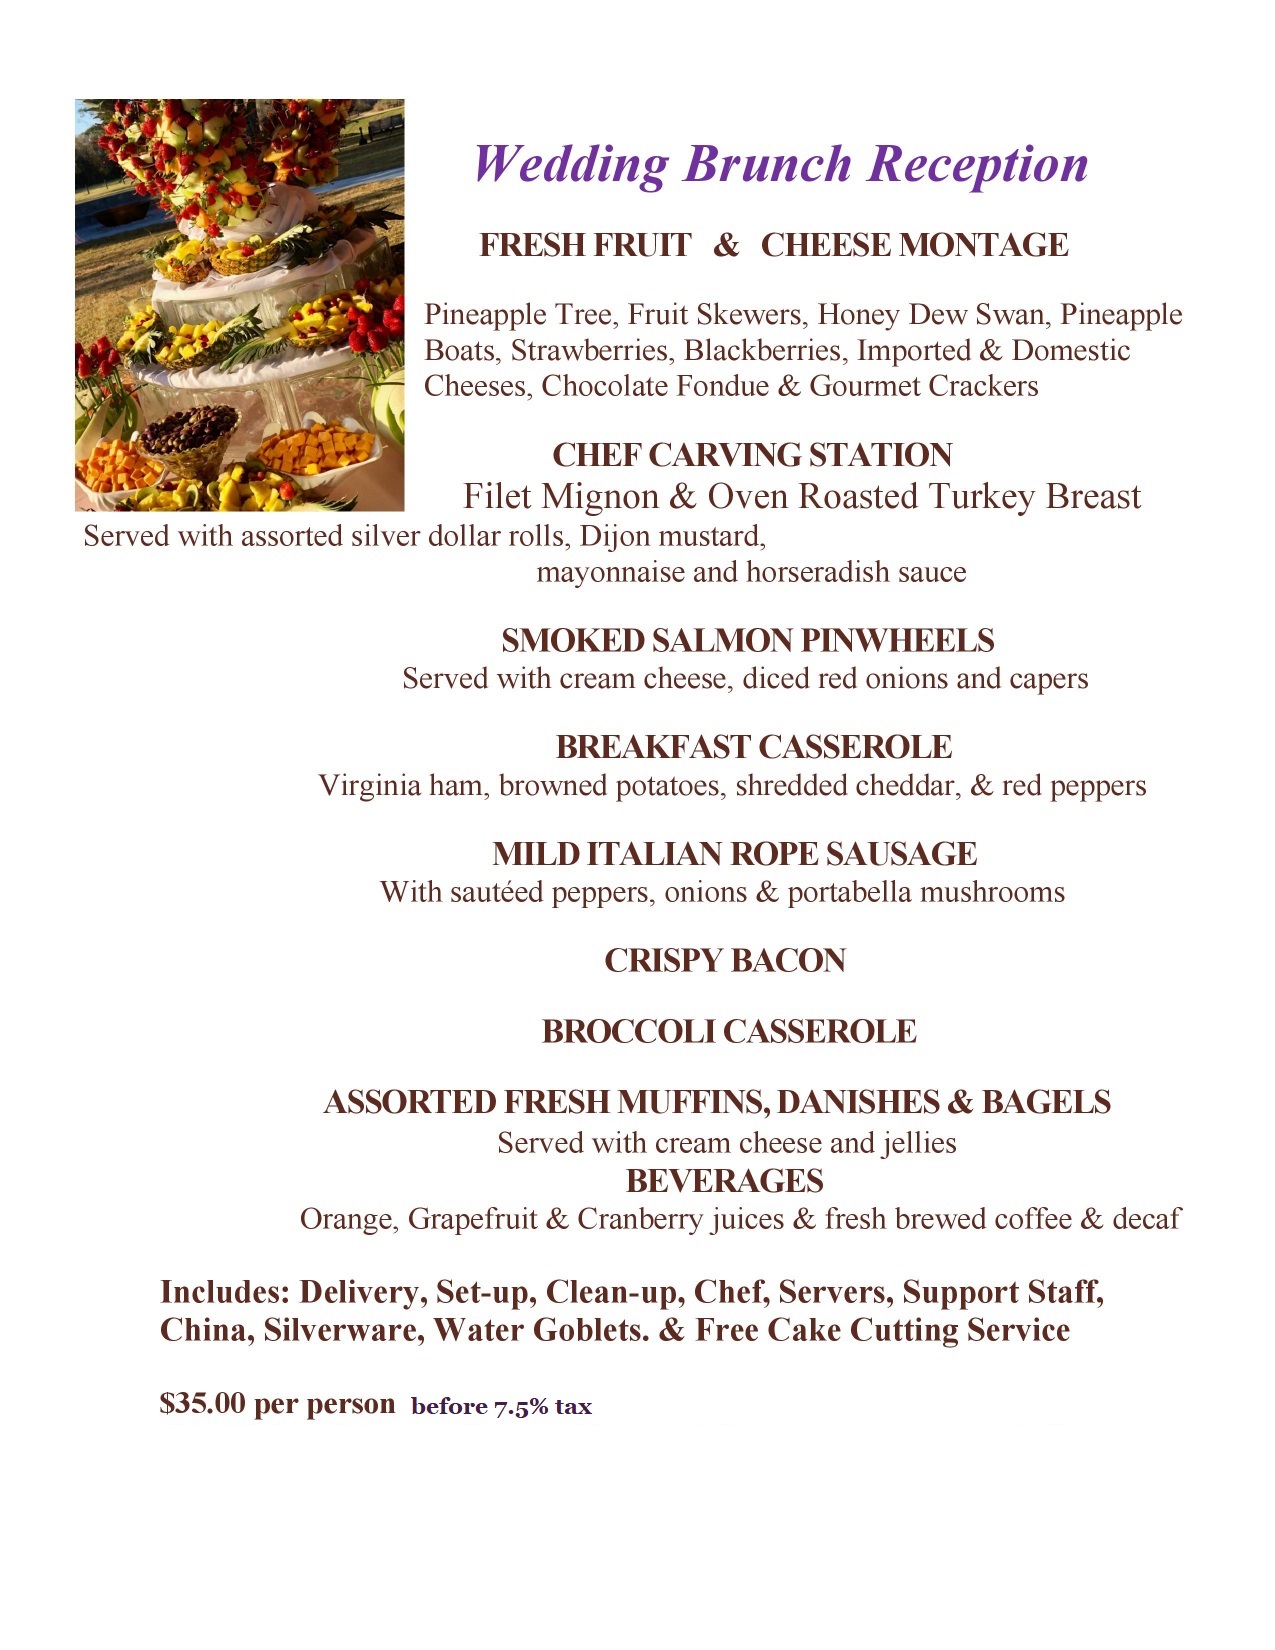 Wedding Brunch Reception
FRESH FRUIT & CHEESE MONTAGE
Pineapple Tree, Fruit Skewers, Honey Dew Swan, Pineapple
Boats, Strawberries, Blackberries, Imported & Domestic
Cheeses, Chocolate Fondue & Gourmet Crackers
CHEF CARVING STATION
Filet Mignon & Oven Roasted Turkey Breast
Served with assorted silver dollar rolls, Dijon mustard,
mayonnaise and horseradish sauce
SMOKED SALMON PINWHEELS
Served with cream cheese, diced red onions and capers
BREAKFAST CASSEROLE
Virginia ham, browned potatoes, shredded cheddar, & red peppers
MILD ITALIAN ROPE SAUSAGE
With sautéed peppers, onions & portabella mushrooms
CRISPY BACON
BROCCOLI CASSEROLE
ASSORTED FRESH MUFFINS, DANISHES & BAGELS
Served with cream cheese and jellies
BEVERAGES
Orange, Grapefruit & Cranberry juices & fresh brewed coffee & decaf
Includes: Delivery, Set-up, Clean-up, Chef, Servers, Support Staff,
China, Silverware, Water Goblets. & Free Cake Cutting Service
$35.00 per person before 7.5% tax